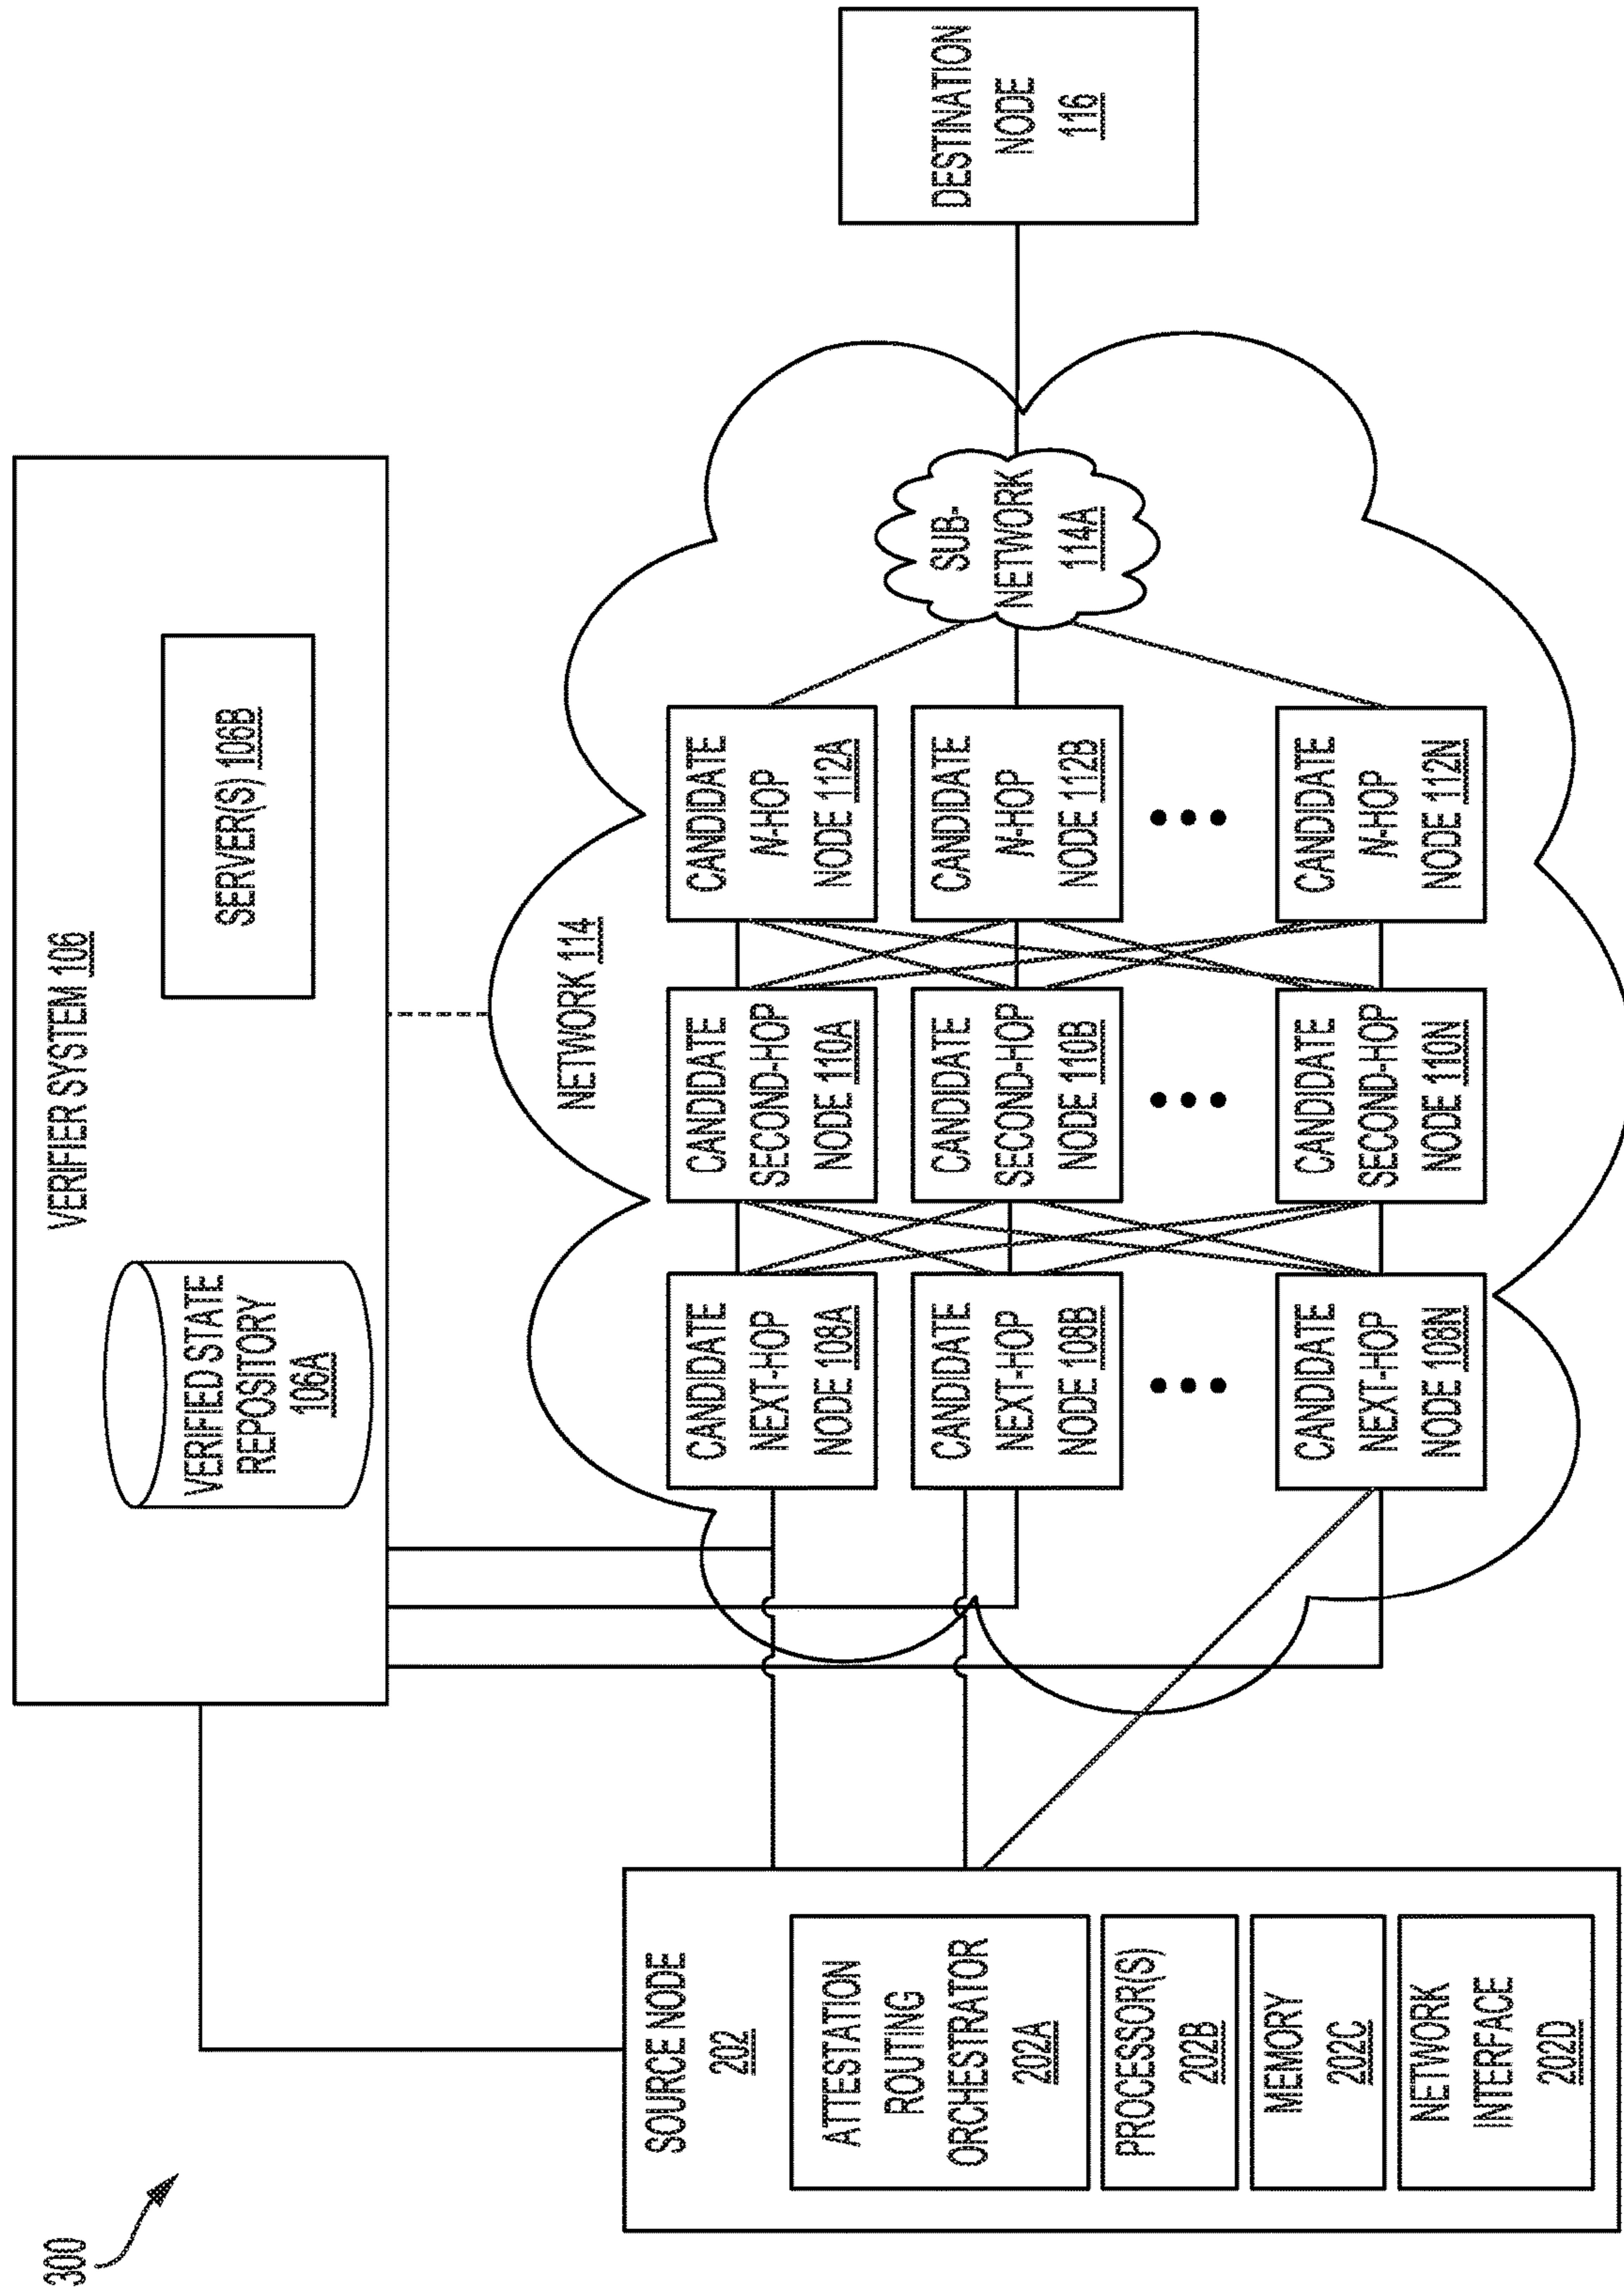 300
VERIFIER SYSTEM 106
VERIFIED STATE
REPOSITORY
106A
SERVER(S) 106B
SOURCE NODE
202
ATTESTATION
ROUTING
ORCHESTRATOR
202A
PROCESSOR(S)
202B
MEMORY
202C
NETWORK
INTERFACE
202D
NETWORK 114
CANDIDATE
NEXT-HOP
NODE 108A
CANDIDATE
SECOND-HOP
NODE 110A
CANDIDATE
N-HOP
NODE 112A
CANDIDATE
NEXT-HOP
NODE 108B
CANDIDATE
SECOND-HOP
NODE 110B
CANDIDATE
N-HOP
NODE 112B
CANDIDATE
NEXT-HOP
NODE 108N
CANDIDATE
SECOND-HOP
NODE 110N
CANDIDATE
N-HOP
NODE 112N
SUB-
NETWORK
114A
DESTINATION
NODE
116